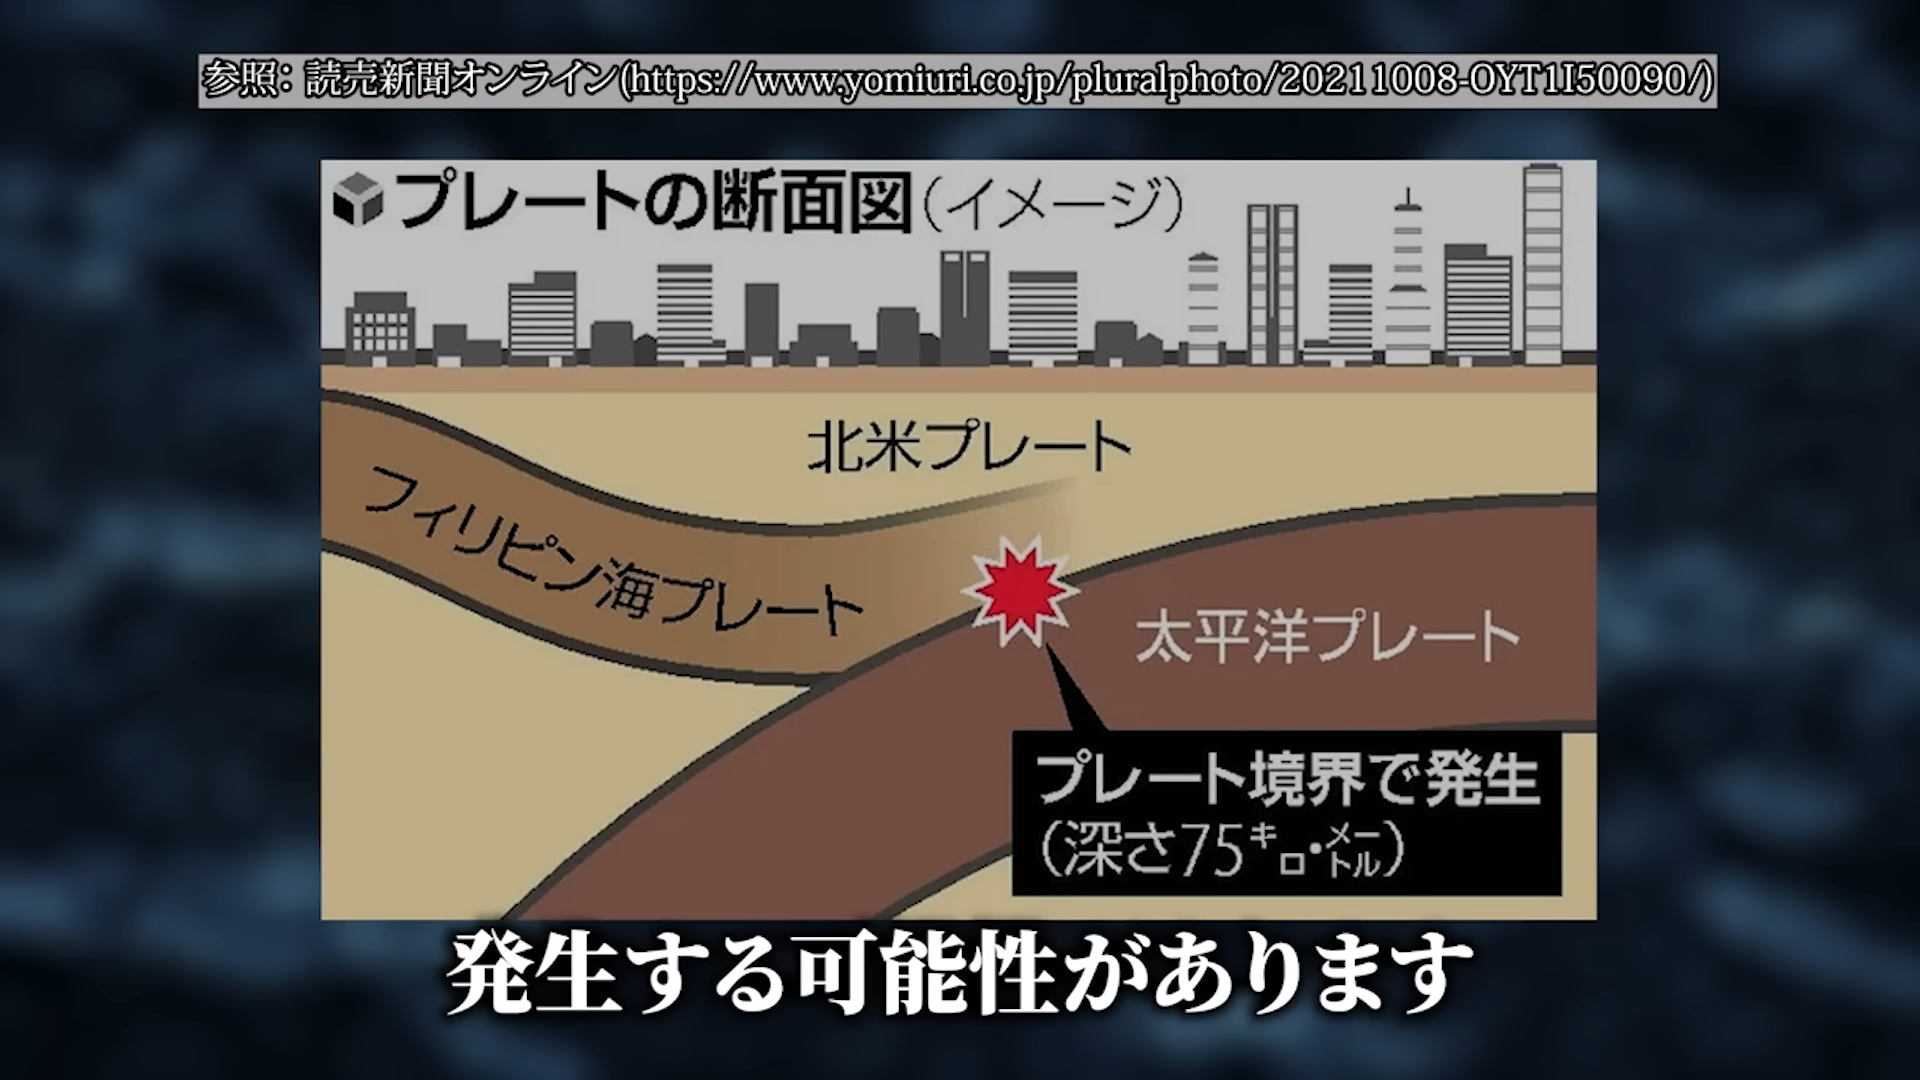 参照：読売新聞オンライン(https://www.yomiuri.co.jp/pluralphoto/20211008-OYT1I50090/)
プレートの断面図（イメージ）
北米プレート
フィリピン海プレート
太平洋プレート
プレート境界で発生
（深さ75キロ・メートル）
発生する可能性があります